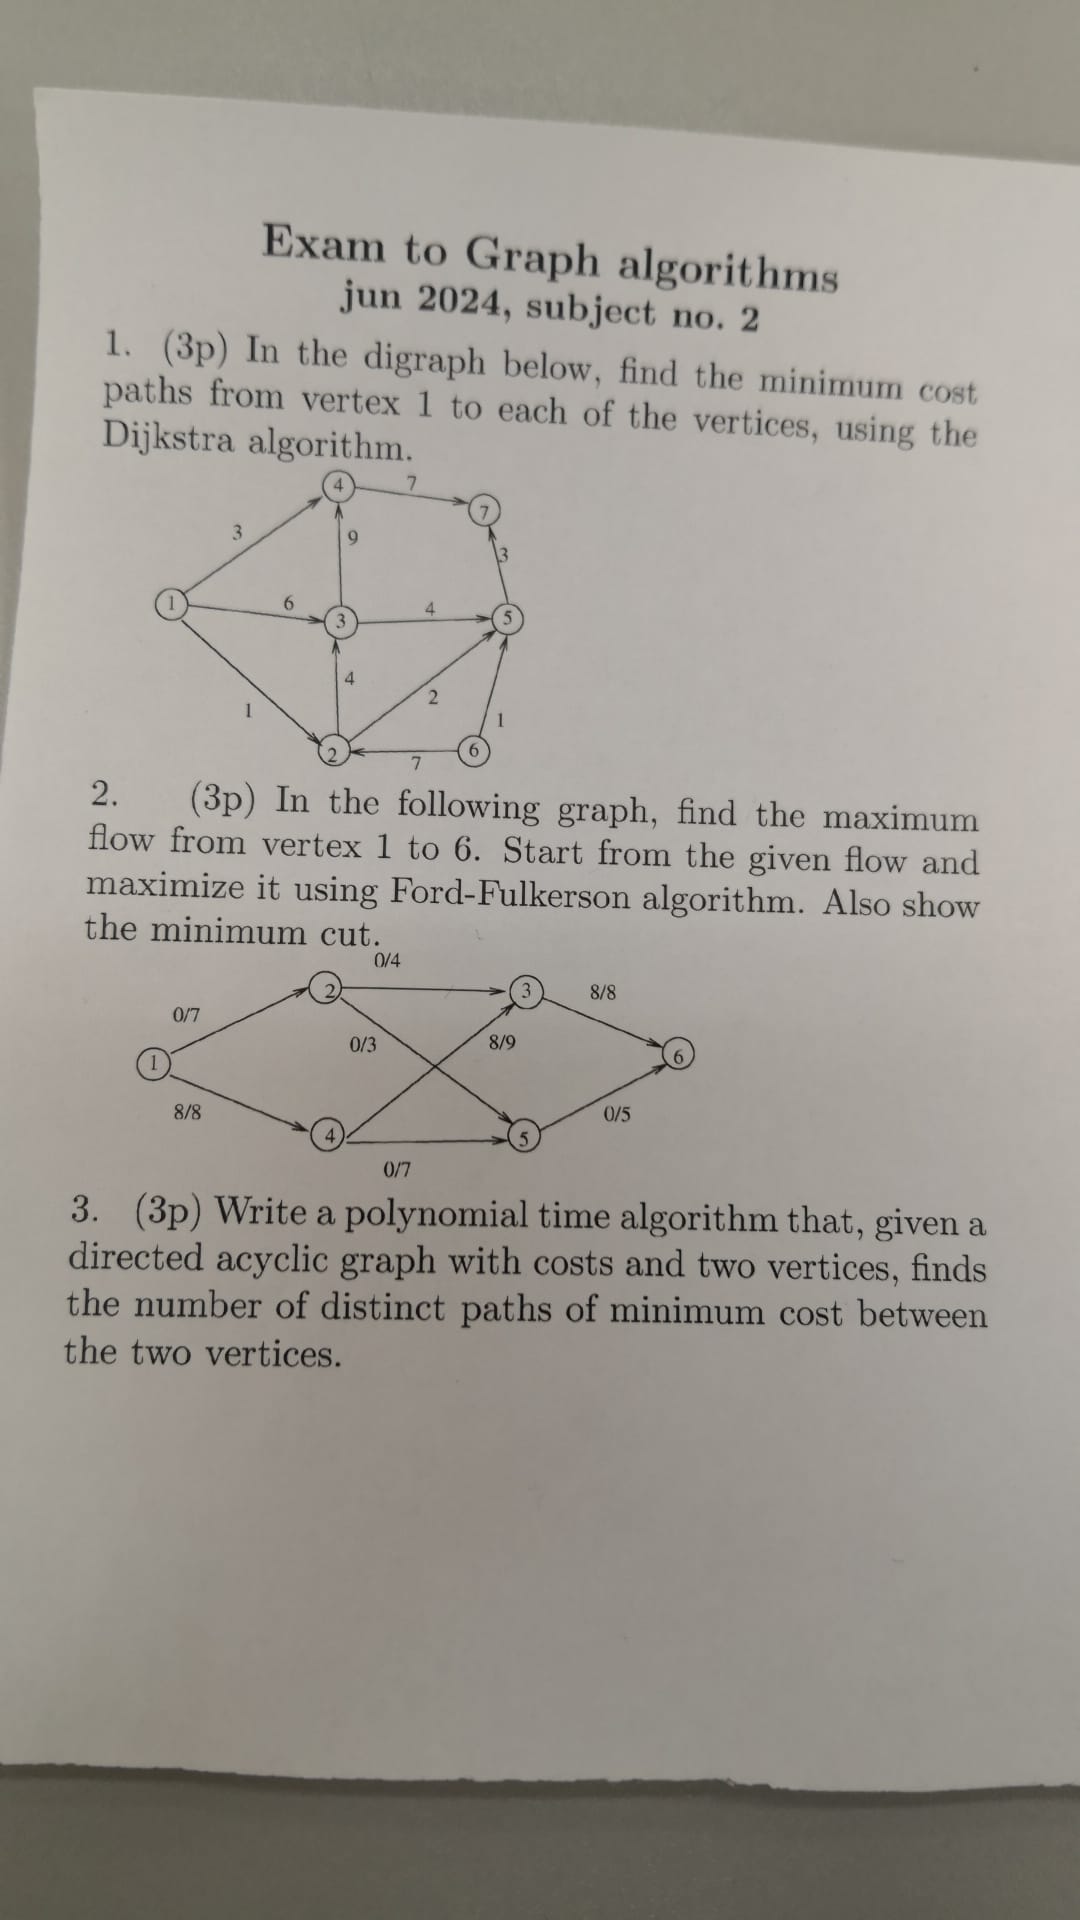 Exam to Graph algorithms
jun 2024, subject no. 2
1. (3p) In the digraph below, find the minimum cost
paths from vertex 1 to each of the vertices, using the
Dijkstra algorithm.
4
7
7
3
9
3
1
6
3
4
5
4
2
1
1
2
7
6
2. (3p) In the following graph, find the maximum
flow from vertex 1 to 6. Start from the given flow and
maximize it using Ford-Fulkerson algorithm. Also show
the minimum cut.
0/4
2
3
8/8
0/7
0/3
8/9
1
6
8/8
0/5
4
5
0/7
3. (3p) Write a polynomial time algorithm that, given a
directed acyclic graph with costs and two vertices, finds
the number of distinct paths of minimum cost between
the two vertices.